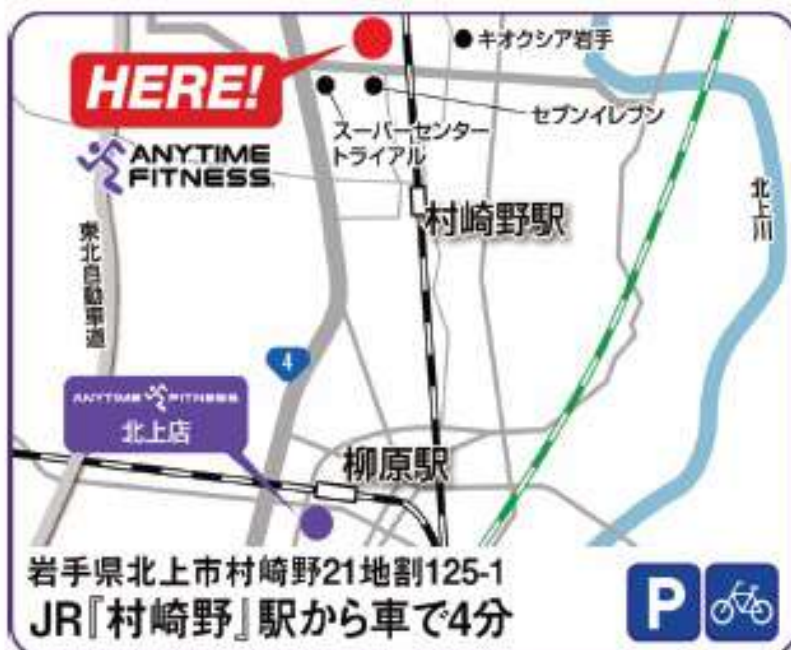 HERE!
キオクシア岩手
セブンイレブン
スーパーセンター
トライアル
ANYTIME
FITNESS
村崎野駅
北上川
東北自動車道
4
ANYTIME FITNESS
北上店
柳原駅
岩手県北上市村崎野21地割125-1
JR『村崎野』駅から車で4分
P